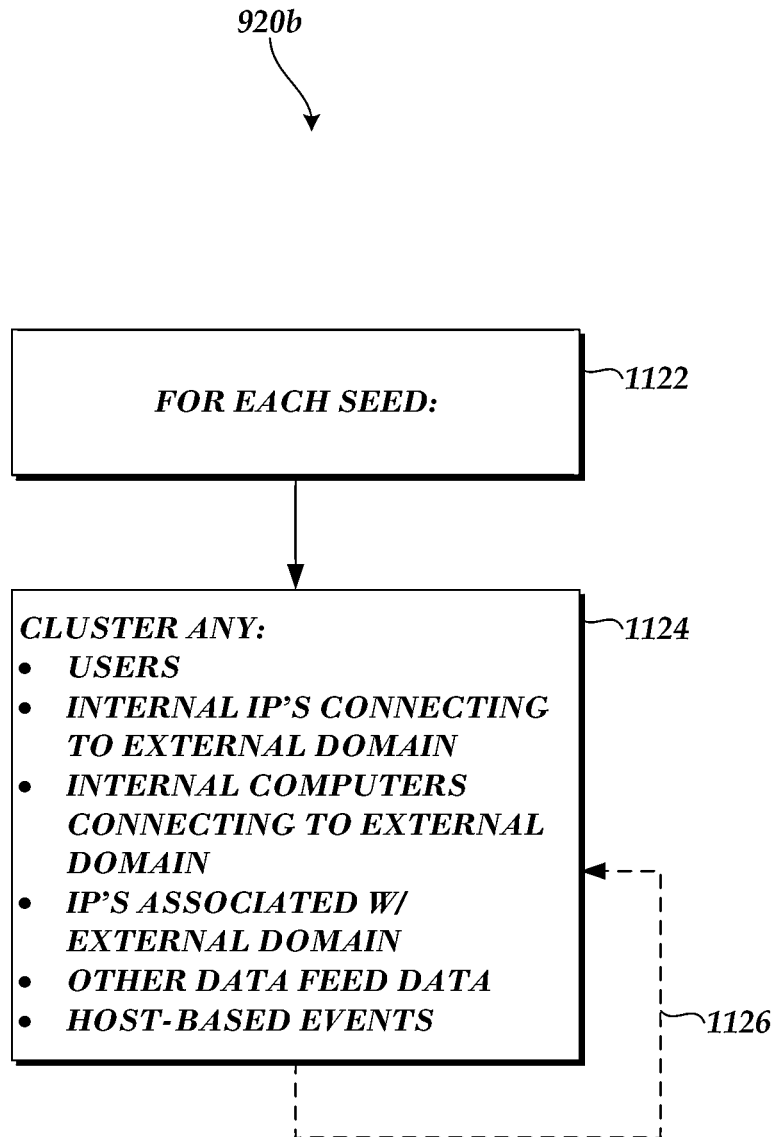 920b
FOR EACH SEED:
1122
CLUSTER ANY:
1124
• USERS
• INTERNAL IP'S CONNECTING
TO EXTERNAL DOMAIN
• INTERNAL COMPUTERS
CONNECTING TO EXTERNAL
DOMAIN
• IP'S ASSOCIATED W/
EXTERNAL DOMAIN
• OTHER DATA FEED DATA
• HOST-BASED EVENTS
1126